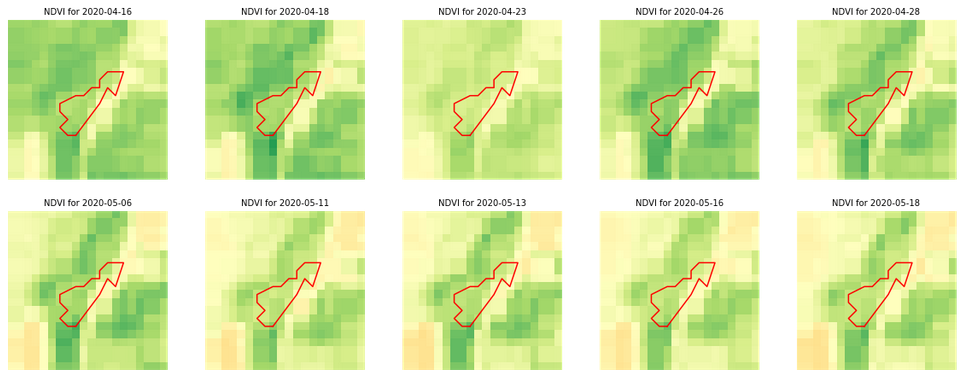 NDVI for 2020-04-16
NDVI for 2020-04-18
NDVI for 2020-04-23
NDVI for 2020-04-26
NDVI for 2020-04-28
NDVI for 2020-05-06
NDVI for 2020-05-11
NDVI for 2020-05-13
NDVI for 2020-05-16
NDVI for 2020-05-18